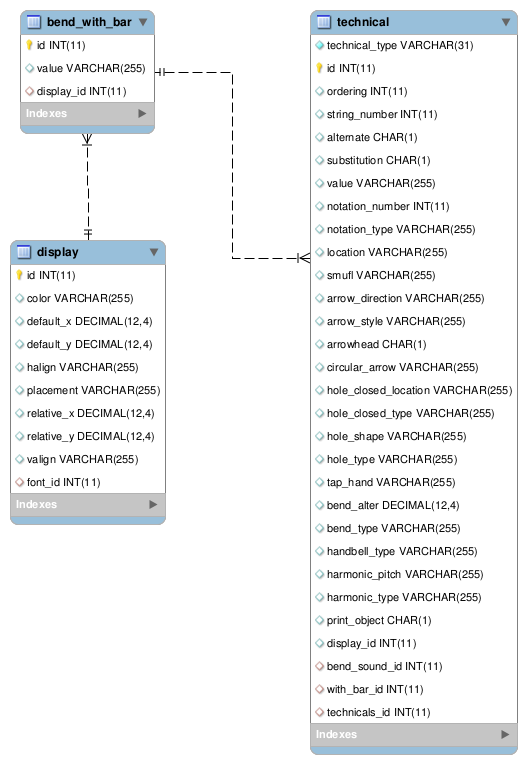 bend_with_bar
id INT(11)
value VARCHAR(255)
display_id INT(11)
Indexes
display
id INT(11)
color VARCHAR(255)
default_x DECIMAL(12,4)
default_y DECIMAL(12,4)
halign VARCHAR(255)
placement VARCHAR(255)
relative_x DECIMAL(12,4)
relative_y DECIMAL(12,4)
valign VARCHAR(255)
font_id INT(11)
Indexes
technical
technical_type VARCHAR(31)
id INT(11)
ordering INT(11)
string_number INT(11)
alternate CHAR(1)
substitution CHAR(1)
value VARCHAR(255)
notation_number INT(11)
notation_type VARCHAR(255)
location VARCHAR(255)
smufl VARCHAR(255)
arrow_direction VARCHAR(255)
arrow_style VARCHAR(255)
arrowhead CHAR(1)
circular_arrow VARCHAR(255)
hole_closed_location VARCHAR(255)
hole_closed_type VARCHAR(255)
hole_shape VARCHAR(255)
hole_type VARCHAR(255)
tap_hand VARCHAR(255)
bend_alter DECIMAL(12,4)
bend_type VARCHAR(255)
handbell_type VARCHAR(255)
harmonic_pitch VARCHAR(255)
harmonic_type VARCHAR(255)
print_object CHAR(1)
display_id INT(11)
bend_sound_id INT(11)
with_bar_id INT(11)
technicals_id INT(11)
Indexes